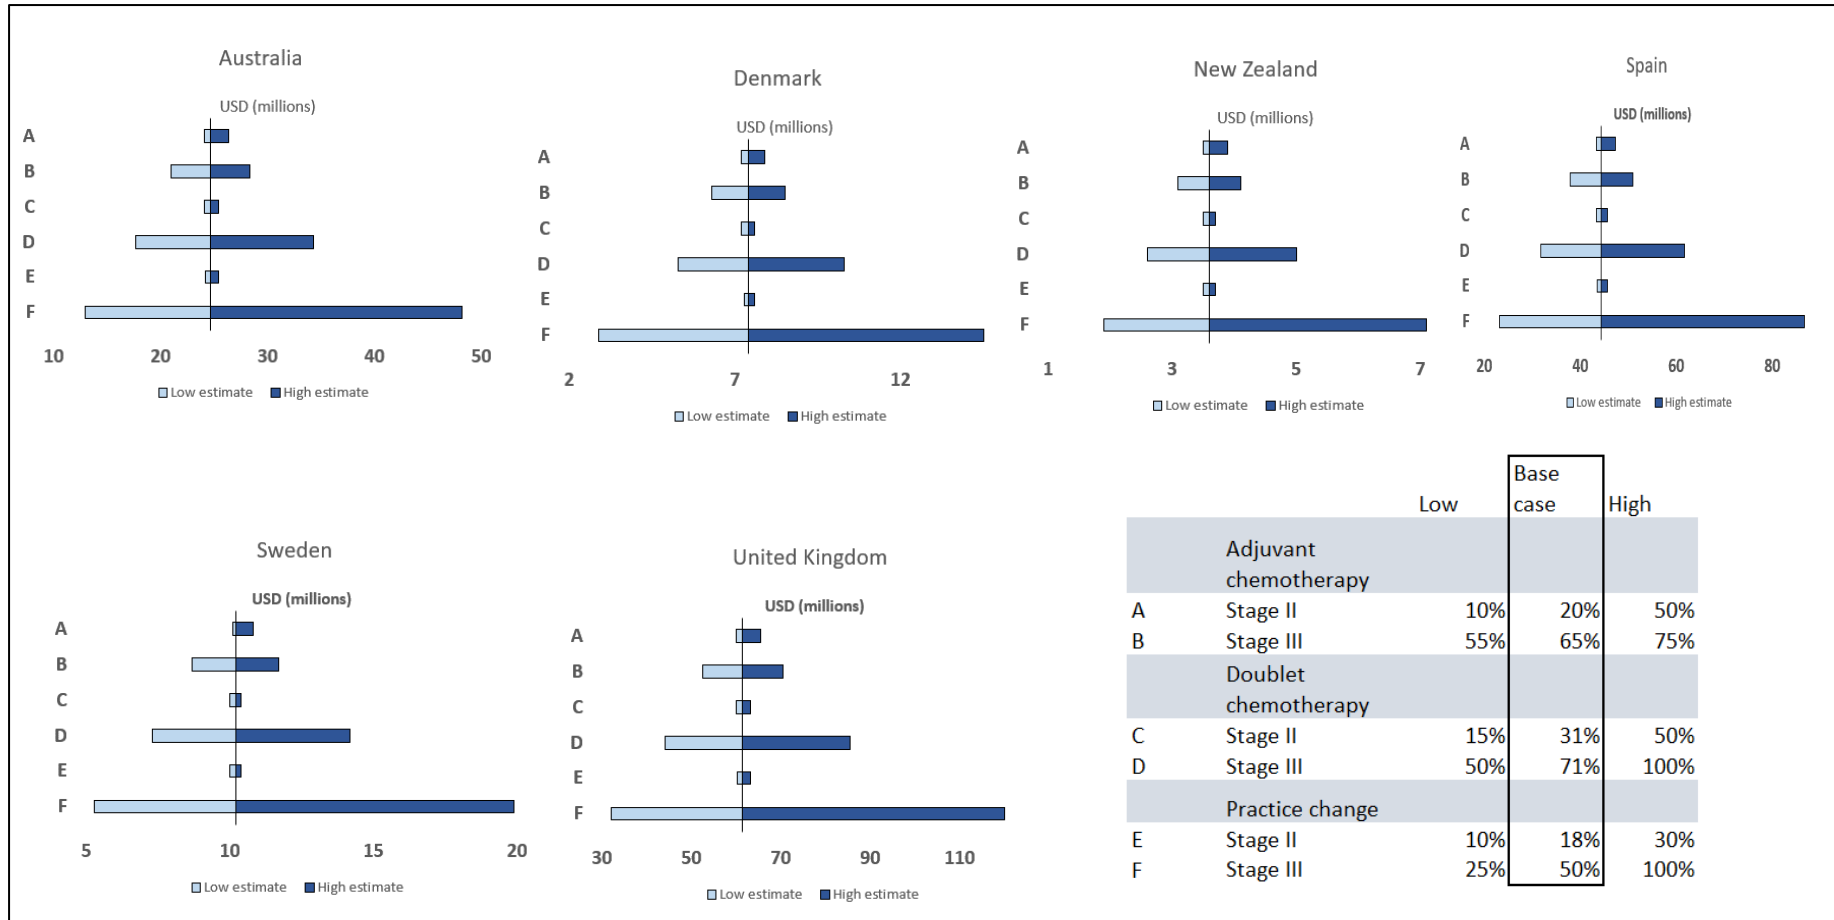 Australia
USD (millions)
A
B
C
D
E
F
10 20 30 40 50
Low estimate High estimate
Denmark
USD (millions)
A
B
C
D
E
F
2 7 12
Low estimate High estimate
New Zealand
USD (millions)
A
B
C
D
E
F
1 3 5 7
Low estimate High estimate
Spain
USD (millions)
A
B
C
D
E
F
20 40 60 80
Low estimate High estimate
Sweden
USD (millions)
A
B
C
D
E
F
5 10 15 20
Low estimate High estimate
United Kingdom
USD (millions)
A
B
C
D
E
F
30 50 70 90 110
Low estimate High estimate
Base
Low case High
Adjuvant
chemotherapy
A Stage II 10% 20% 50%
B Stage III 55% 65% 75%
Doublet
chemotherapy
C Stage II 15% 31% 50%
D Stage III 50% 71% 100%
Practice change
E Stage II 10% 18% 30%
F Stage III 25% 50% 100%